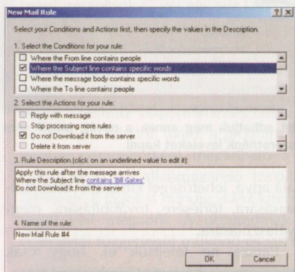 New Mail Rule
Select your Conditions and Actions first, then specify the values in the Description.
1. Select the Conditions for your rule:
Where the From line contains people
Where the Subject line contains specific words
Where the message body contains specific words
Where the To line contains people
2. Select the Actions for your rule:
Reply with message
Stop processing more rules
Do not Download it from the server
Delete it from server
3. Rule Description (click on an underlined value to edit it):
Apply this rule after the message arrives
Where the Subject line contains 'Bill Gates'
Do not Download it from the server
4. Name of the rule:
New Mail Rule #4
OK
Cancel